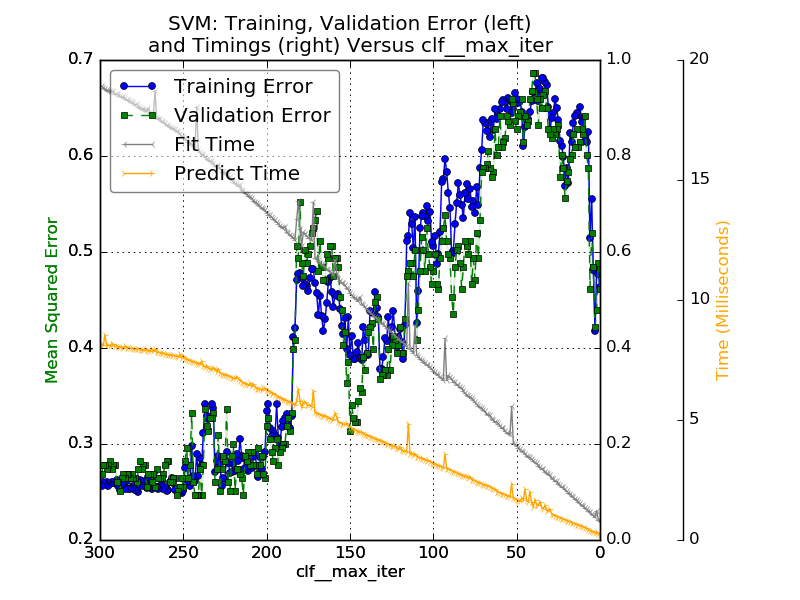 SVM: Training, Validation Error (left)
and Timings (right) Versus clf__max_iter
Training Error
Validation Error
Fit Time
Predict Time
0.7
0.6
0.5
0.4
0.3
0.2
Mean Squared Error
300
250
200
150
100
50
0
clf__max_iter
1.0
0.8
0.6
0.4
0.2
0.0
20
15
10
5
0
Time (Milliseconds)